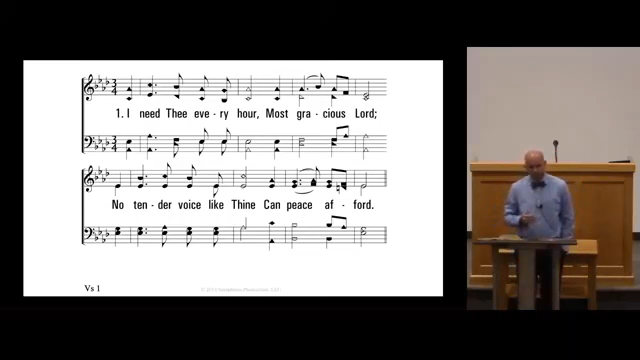 1. I need Thee eve - ry hour, Most gra - cious Lord;
No ten - der voice like Thine Can peace af - ford.
Vs 1